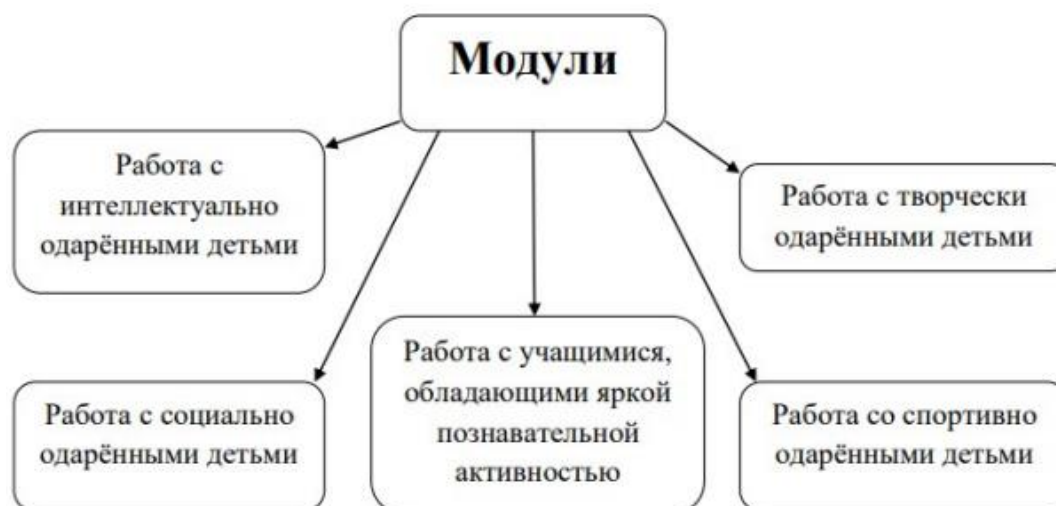 Модули
Работа с
интеллектуально
одарёнными детьми
Работа с творчески
одарёнными детьми
Работа с социально
одарёнными детьми
Работа с учащимися,
обладающими яркой
познавательной
активностью
Работа со спортивно
одарёнными детьми